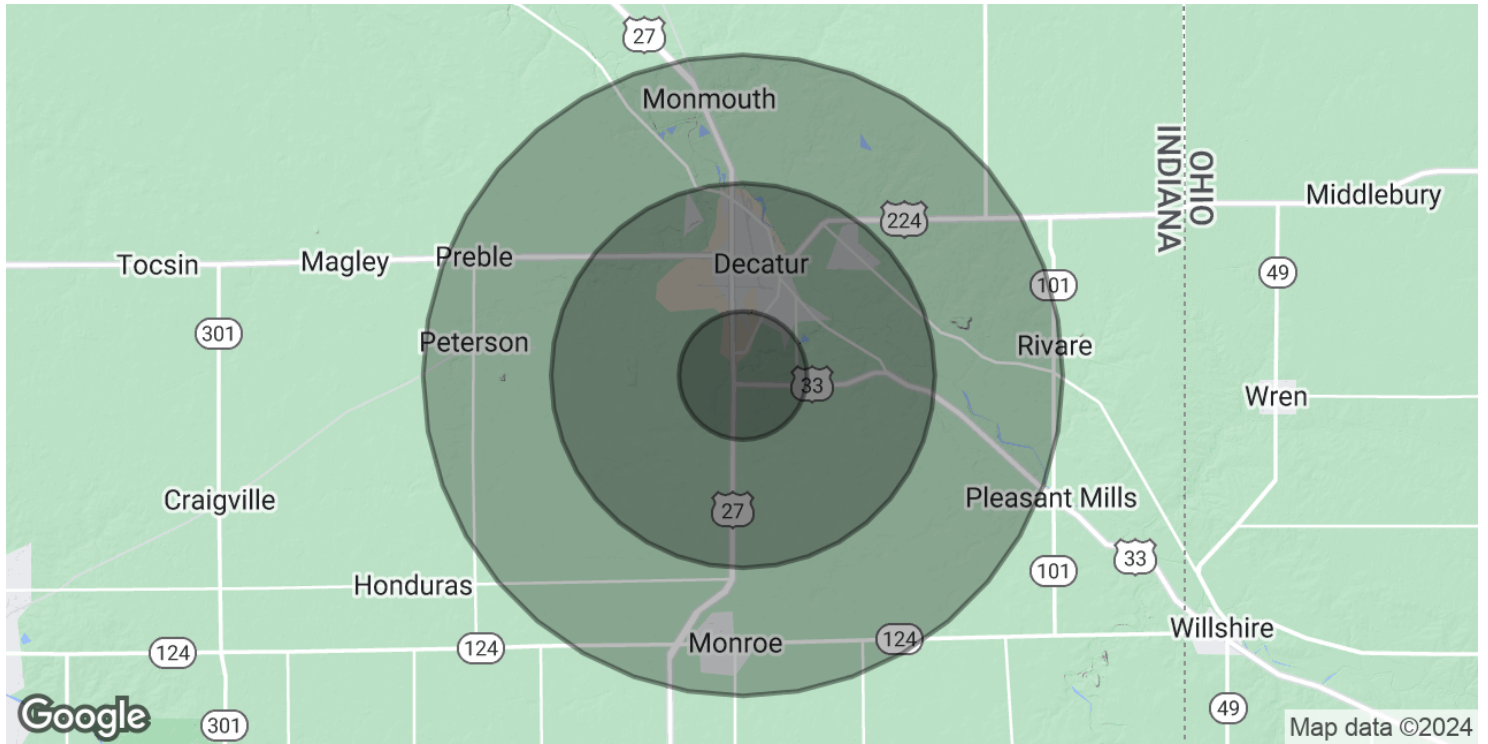 27
Monmouth
INDIANA
OHIO
Middlebury
224
Tocsin
Magley
Preble
Decatur
49
101
301
Peterson
Rivare
33
Wren
Craigville
27
Pleasant Mills
33
101
Honduras
Willshire
124
124
Monroe
124
Google
301
49
Map data ©2024